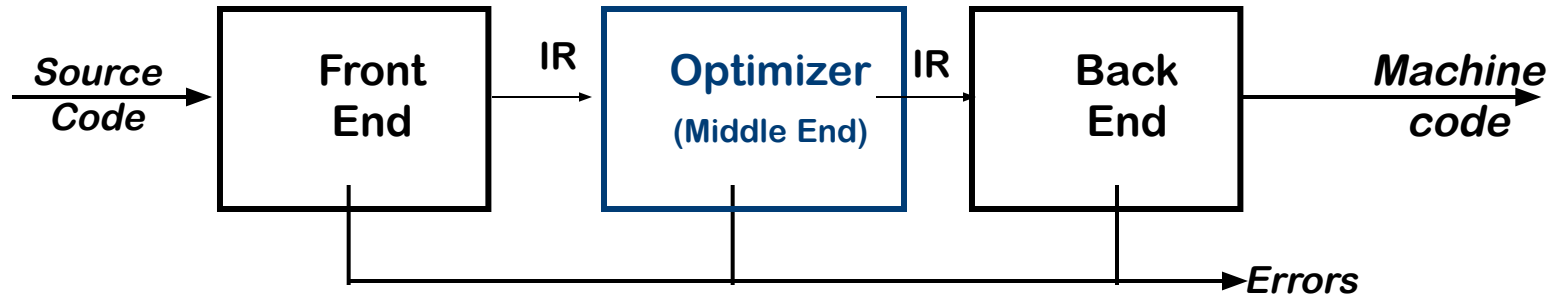 Source
Code
Front
End
IR
Optimizer
(Middle End)
IR
Back
End
Machine
code
Errors